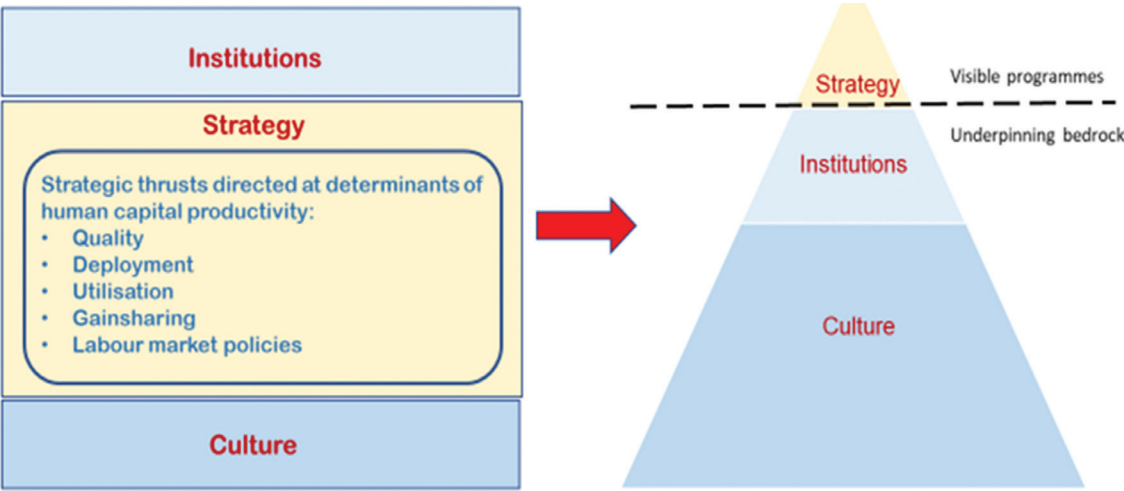 Institutions
Strategy
Strategic thrusts directed at determinants of
human capital productivity:
• Quality
• Deployment
• Utilisation
• Gainsharing
• Labour market policies
Culture
Strategy
Visible programmes
Underpinning bedrock
Institutions
Culture